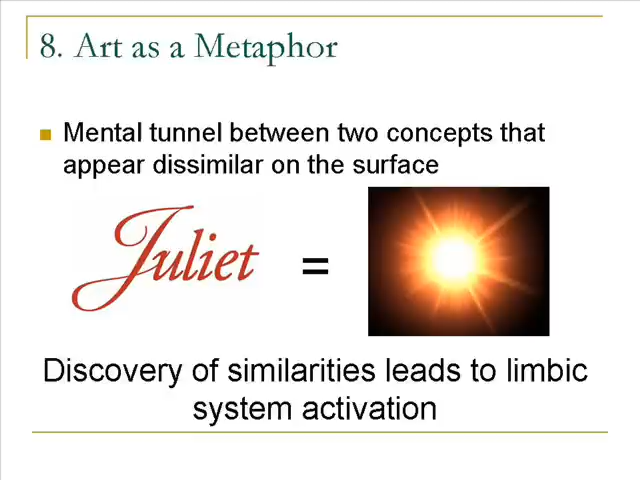 8. Art as a Metaphor
Mental tunnel between two concepts that
appear dissimilar on the surface
Juliet =
Discovery of similarities leads to limbic
system activation